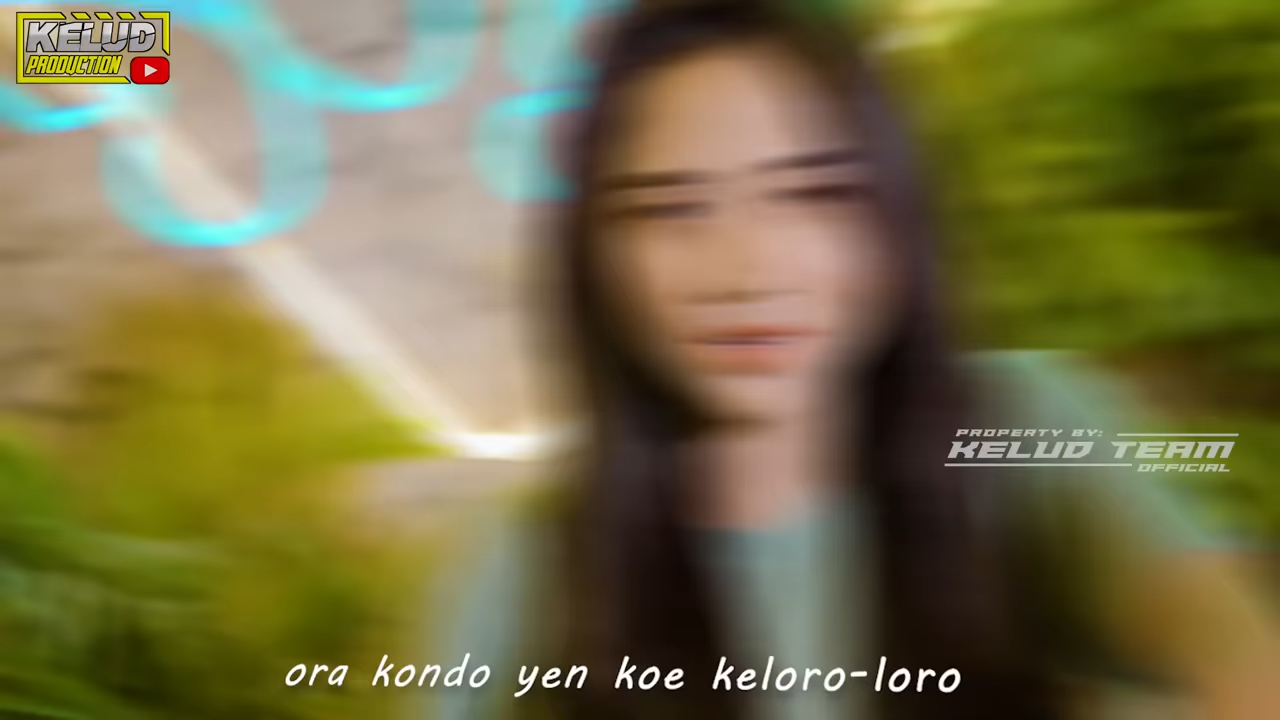 KELUD
PRODUCTION
PROPERTY BY:
KELUD TEAM
OFFICIAL
ora kondo yen koe keloro-loro